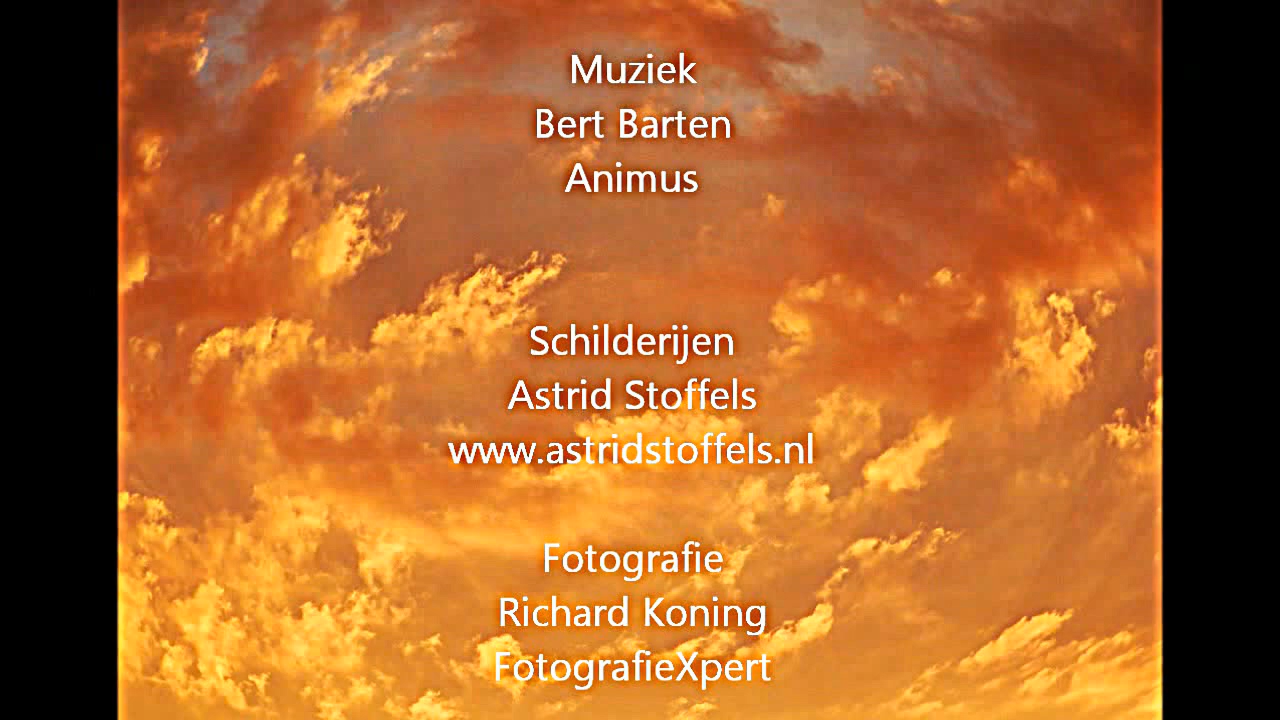 Muziek
Bert Barten
Animus
Schilderijen
Astrid Stoffels
www.astridstoffels.nl
Fotografie
Richard Koning
FotografieXpert